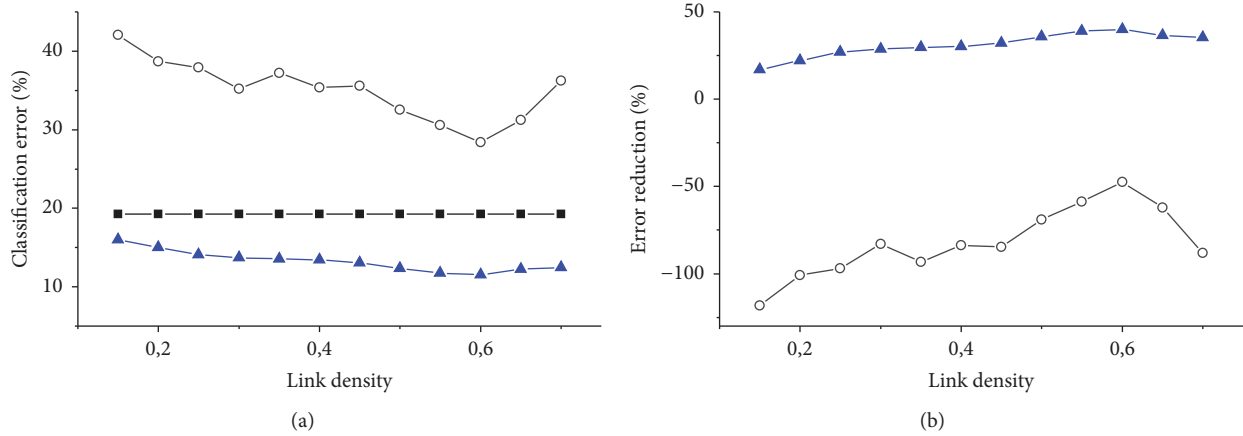 Classification error (%)
40
30
20
10
0,2
0,4
0,6
Link density
(a)
Error reduction (%)
50
0
−50
−100
0,2
0,4
0,6
Link density
(b)